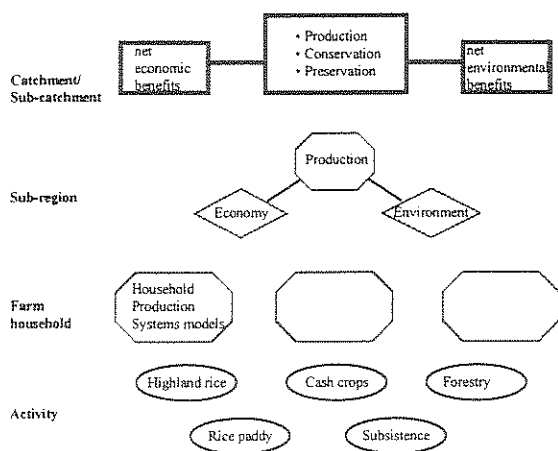 • Production
• Conservation
• Preservation
net
economic
benefits
net
environmental
benefits
Catchment/
Sub-catchment
Production
Sub-region
Economy
Environment
Household
Production
Systems models
Farm
household
Highland rice
Cash crops
Forestry
Activity
Rice paddy
Subsistence